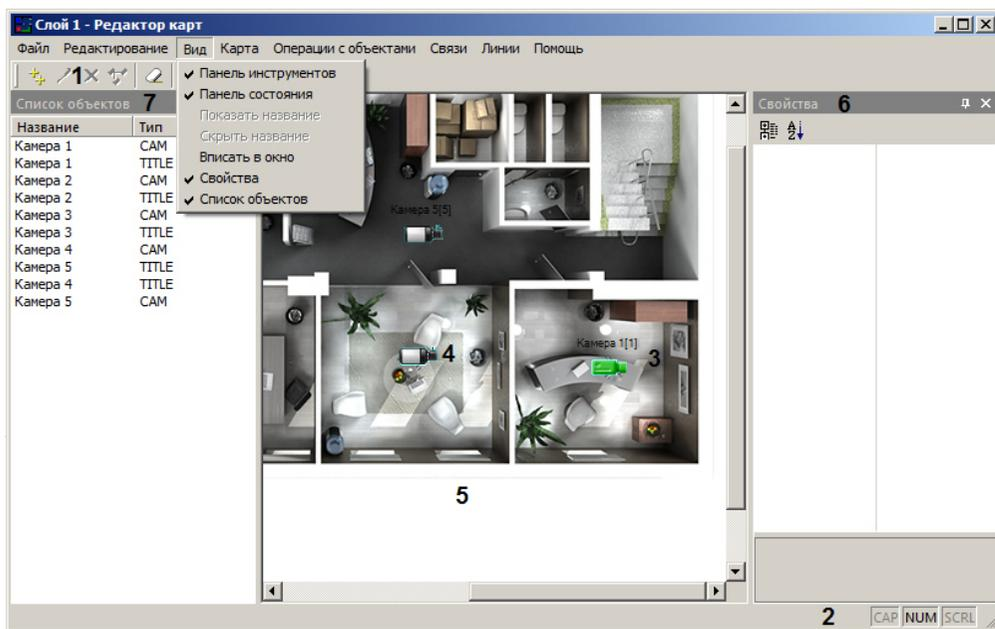 Слой 1 - Редактор карт
Файл Редактирование Вид Карта Операции с объектами Связи Линии Помощь
1
Панель инструментов
Панель состояния
Показать название
Скрыть название
Вписать в окно
Свойства
Список объектов
Список объектов 7
Название Тип
Камера 1 CAM
Камера 1 TITLE
Камера 2 CAM
Камера 2 TITLE
Камера 3 CAM
Камера 3 TITLE
Камера 4 CAM
Камера 5 TITLE
Камера 4 TITLE
Камера 5 CAM
Камера 5[5]
4
Камера 1[1]
3
5
Свойства 6
2
CAP NUM SCRL